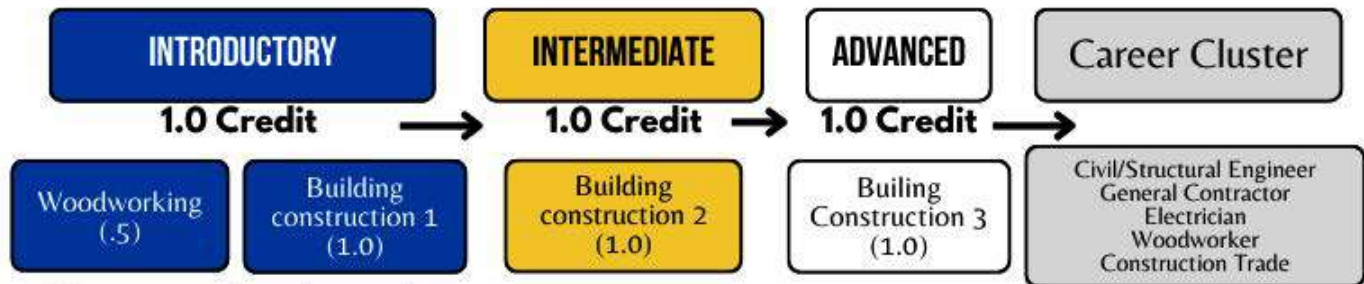 INTRODUCTORY
INTERMEDIATE
ADVANCED
Career Cluster
1.0 Credit
1.0 Credit
1.0 Credit
Woodworking
(.5)
Building
construction 1
(1.0)
Building
construction 2
(1.0)
Builing
Construction 3
(1.0)
Civil/Structural Engineer
General Contractor
Electrician
Woodworker
Construction Trade